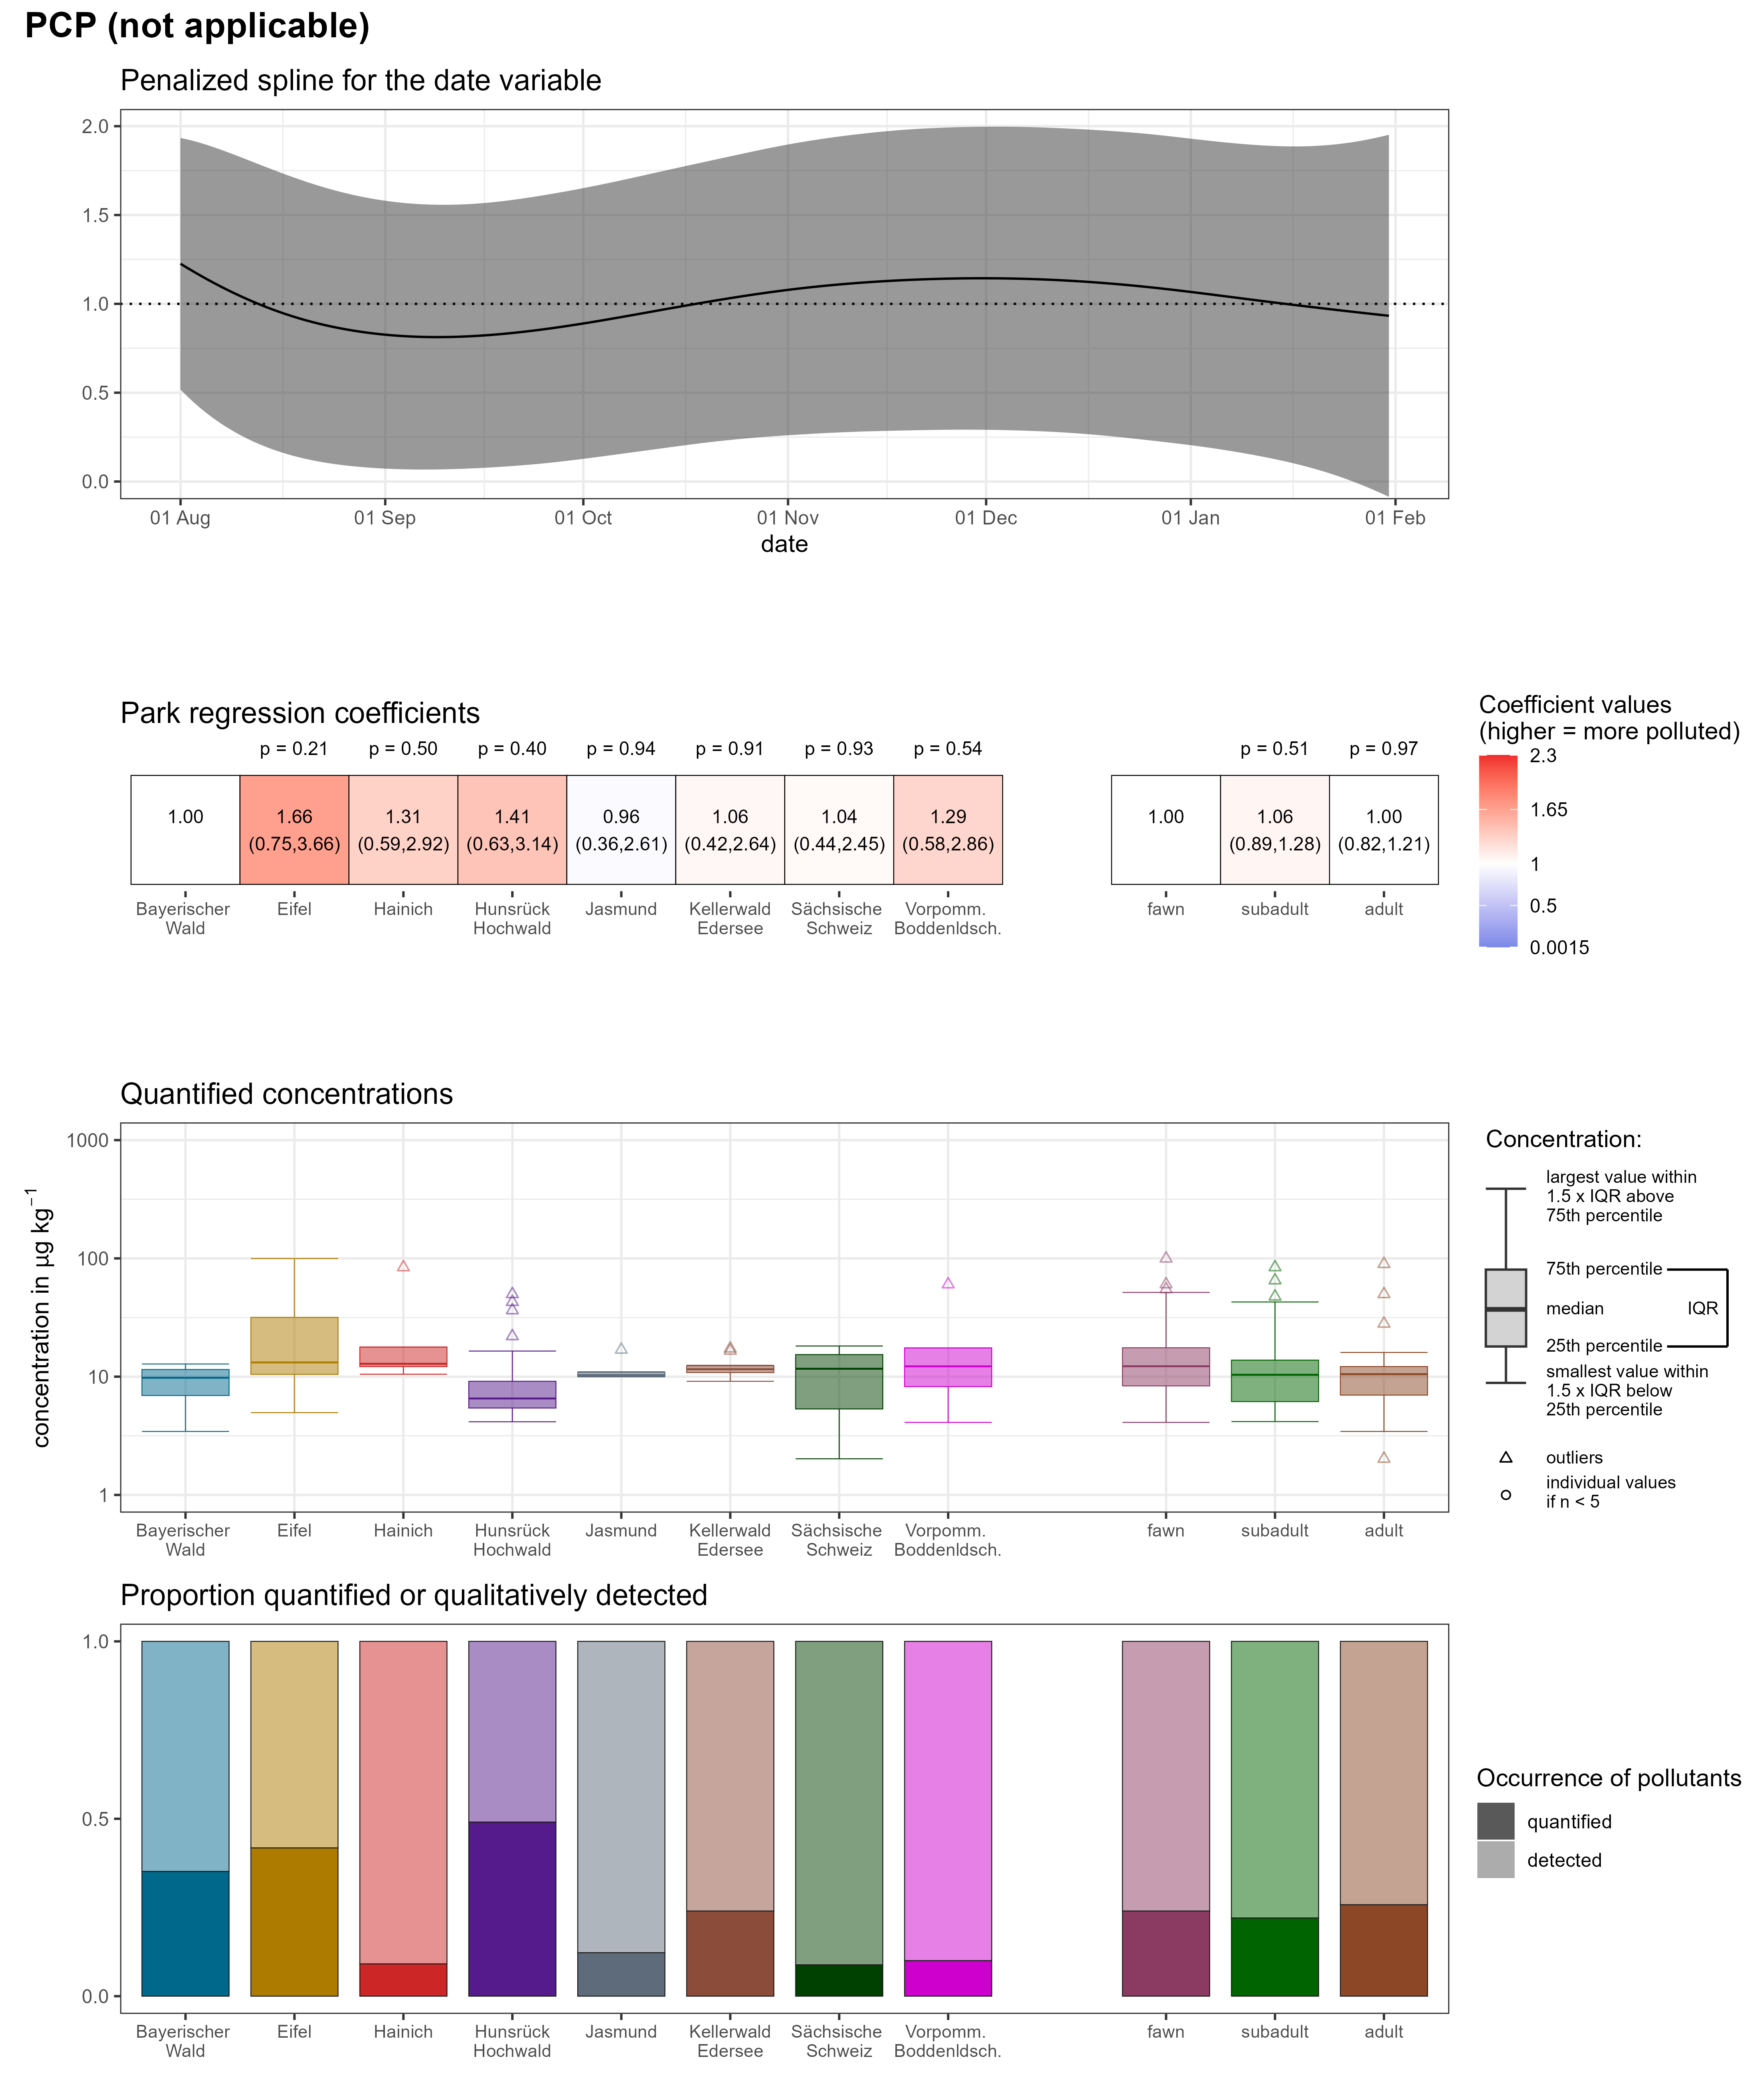 PCP (not applicable)
Penalized spline for the date variable
2.0
1.5
1.0
0.5
0.0
01 Aug 01 Sep 01 Oct 01 Nov 01 Dec 01 Jan 01 Feb
date
Park regression coefficients
p = 0.21 p = 0.50 p = 0.40 p = 0.94 p = 0.91 p = 0.93 p = 0.54 p = 0.51 p = 0.97
1.00 1.66 1.31 1.41 0.96 1.06 1.04 1.29 1.00 1.06 1.00
(0.75,3.66) (0.59,2.92) (0.63,3.14) (0.36,2.61) (0.42,2.64) (0.44,2.45) (0.58,2.86) (0.89,1.28) (0.82,1.21)
Bayerischer Eifel Hainich Hunsrück Jasmund Kellerwald Sächsische Vorpomm. fawn subadult adult
Wald Hochwald Edersee Schweiz Boddenldsch.
Coefficient values
(higher = more polluted)
2.3
1.65
1
0.5
0.0015
Quantified concentrations
concentration in µg kg⁻¹
1000
100
10
1
Bayerischer Eifel Hainich Hunsrück Jasmund Kellerwald Sächsische Vorpomm. fawn subadult adult
Wald Hochwald Edersee Schweiz Boddenldsch.
Concentration:
largest value within
1.5 x IQR above
75th percentile
75th percentile
median IQR
25th percentile
smallest value within
1.5 x IQR below
25th percentile
outliers
individual values
if n < 5
Proportion quantified or qualitatively detected
1.0
0.5
0.0
Bayerischer Eifel Hainich Hunsrück Jasmund Kellerwald Sächsische Vorpomm. fawn subadult adult
Wald Hochwald Edersee Schweiz Boddenldsch.
Occurrence of pollutants
quantified
detected